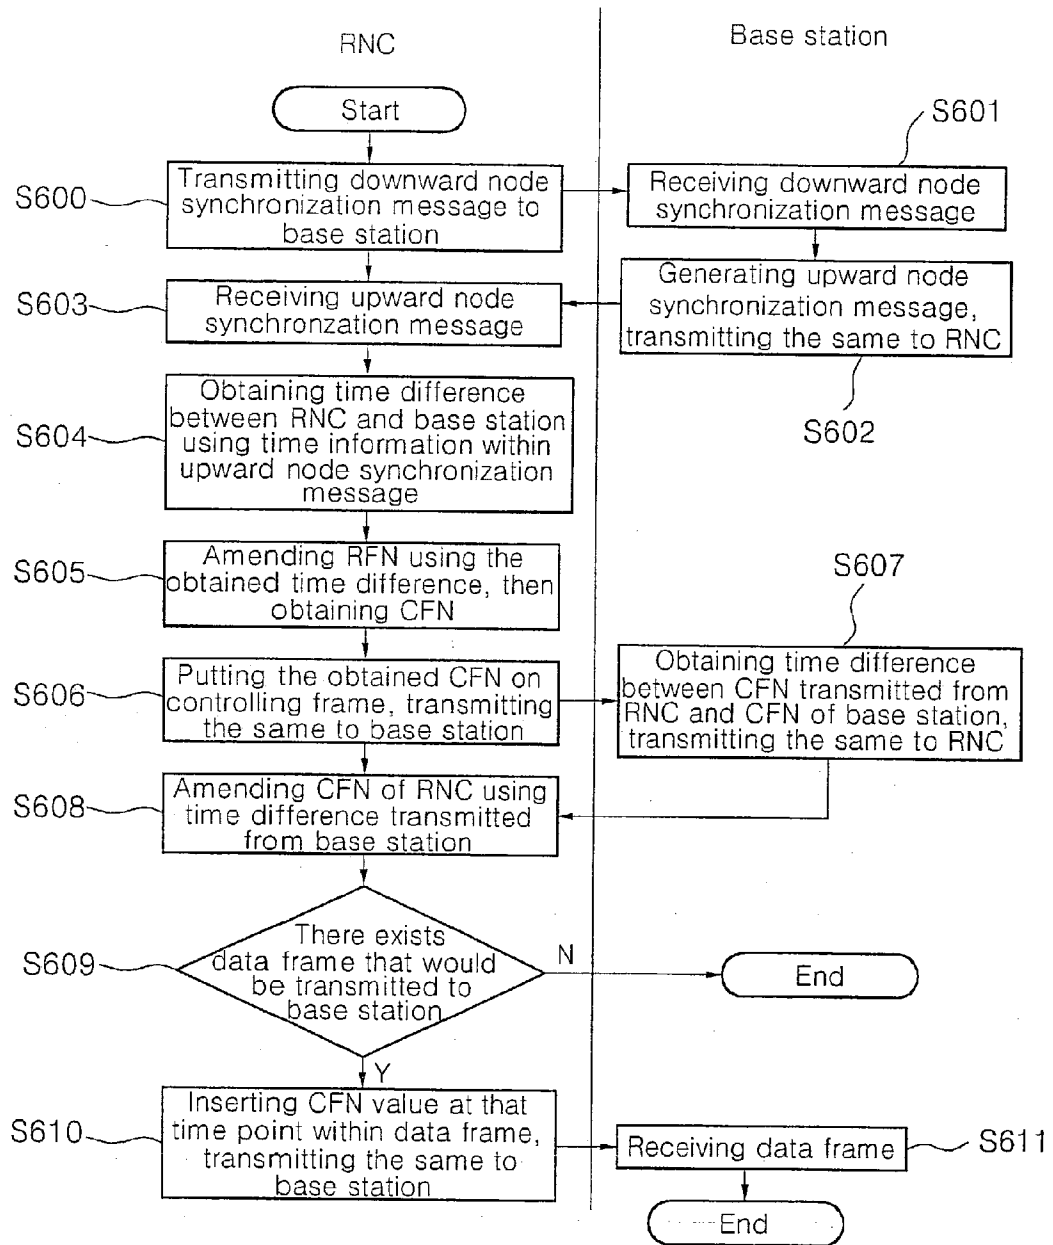 RNC
Base station
Start
S601
S600
Transmitting downward node
synchronization message to
base station
Receiving downward node
synchronization message
S603
Receiving upward node
synchronzation message
Generating upward node
synchronization message,
transmitting the same to RNC
S602
S604
Obtaining time difference
between RNC and base station
using time information within
upward node synchronization
message
S605
Amending RFN using the
obtained time difference, then
obtaining CFN
S607
S606
Putting the obtained CFN on
controlling frame, transmitting
the same to base station
Obtaining time difference
between CFN transmitted from
RNC and CFN of base station,
transmitting the same to RNC
S608
Amending CFN of RNC using
time difference transmitted
from base station
S609
There exists
data frame that would
be transmitted to
base station
N
End
Y
S610
Inserting CFN value at that
time point within data frame,
transmitting the same to
base station
Receiving data frame
S611
End